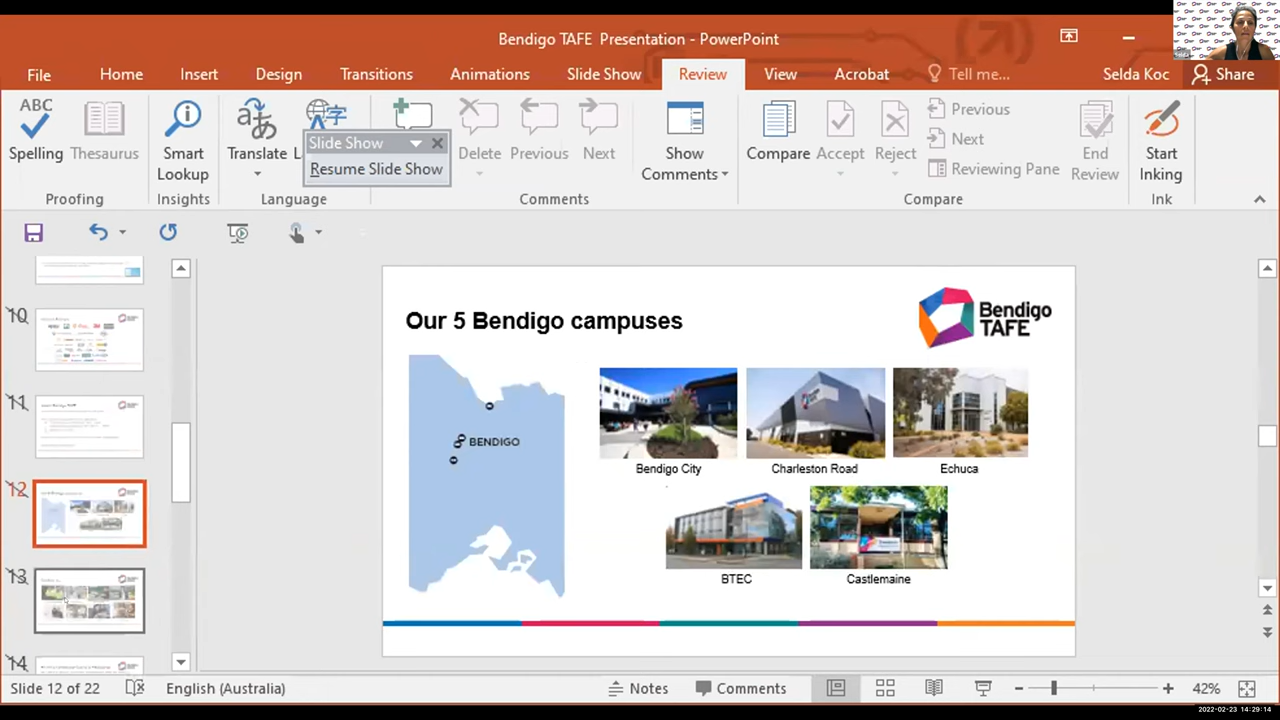 Bendigo TAFE Presentation - PowerPoint
File Home Insert Design Transitions Animations Slide Show Review View Acrobat Tell me... Selda Koc Share
ABC
Spelling Thesaurus Smart Lookup Translate Delete Previous Next Show Comments Compare Accept Reject Previous Next Reviewing Pane End Review Start Inking
Slide Show
Resume Slide Show
Proofing Insights Language Comments Compare Ink
10
11
12
13
14
Our 5 Bendigo campuses
Bendigo
TAFE
BENDIGO
Bendigo City Charleston Road Echuca
BTEC Castlemaine
Slide 12 of 22 English (Australia) Notes Comments 42%
2022-02-23 14:29:14